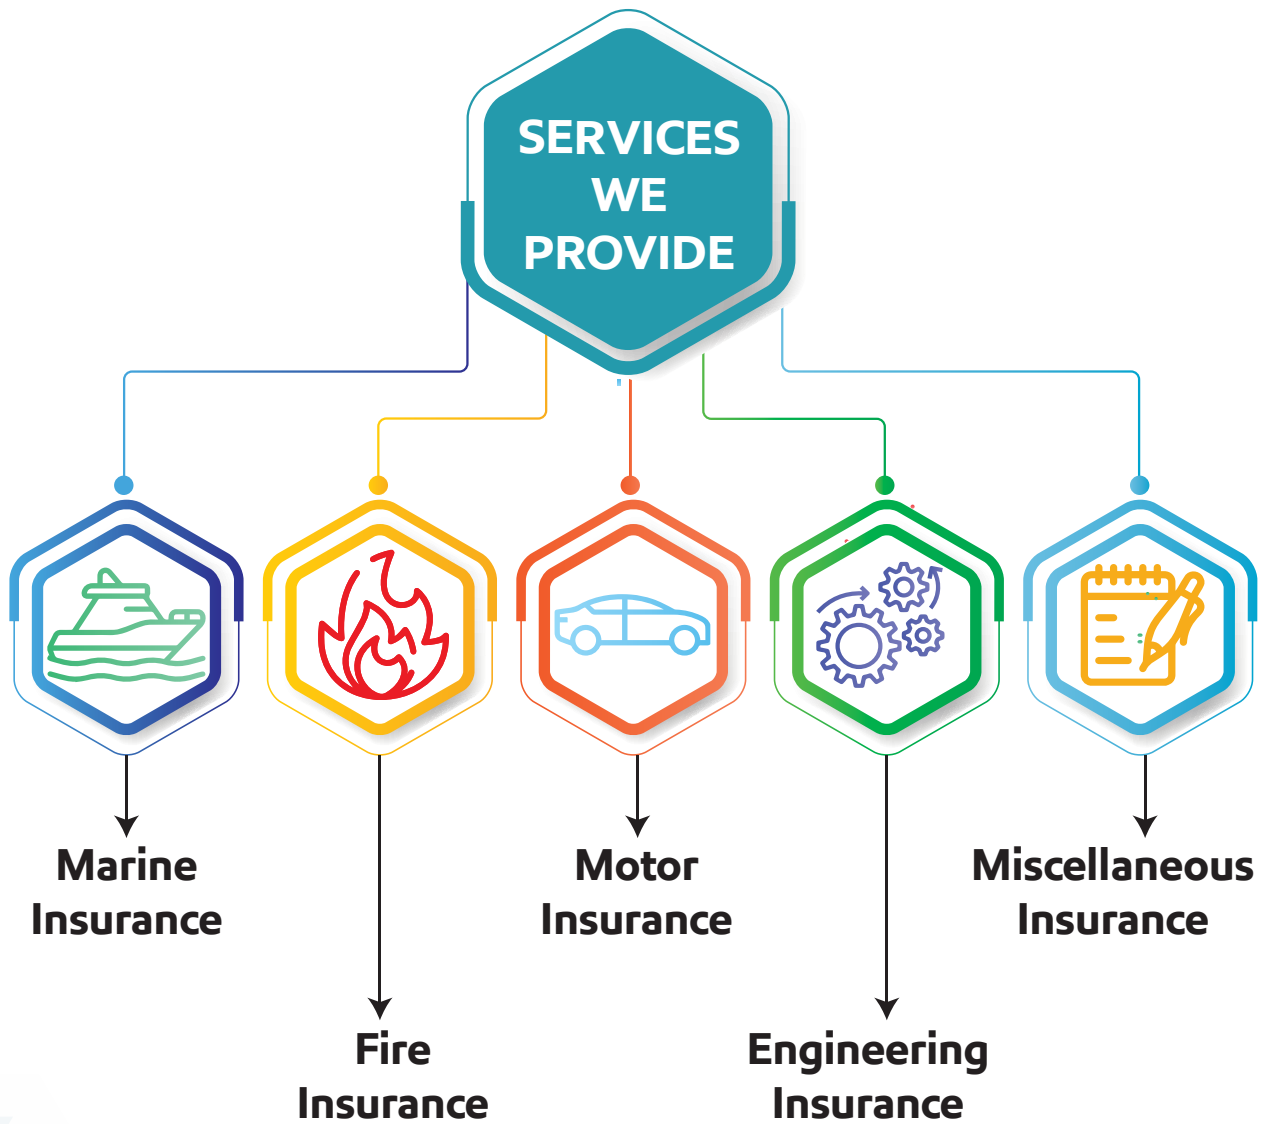 SERVICES
WE
PROVIDE
Marine
Insurance
Motor
Insurance
Miscellaneous
Insurance
Fire
Insurance
Engineering
Insurance